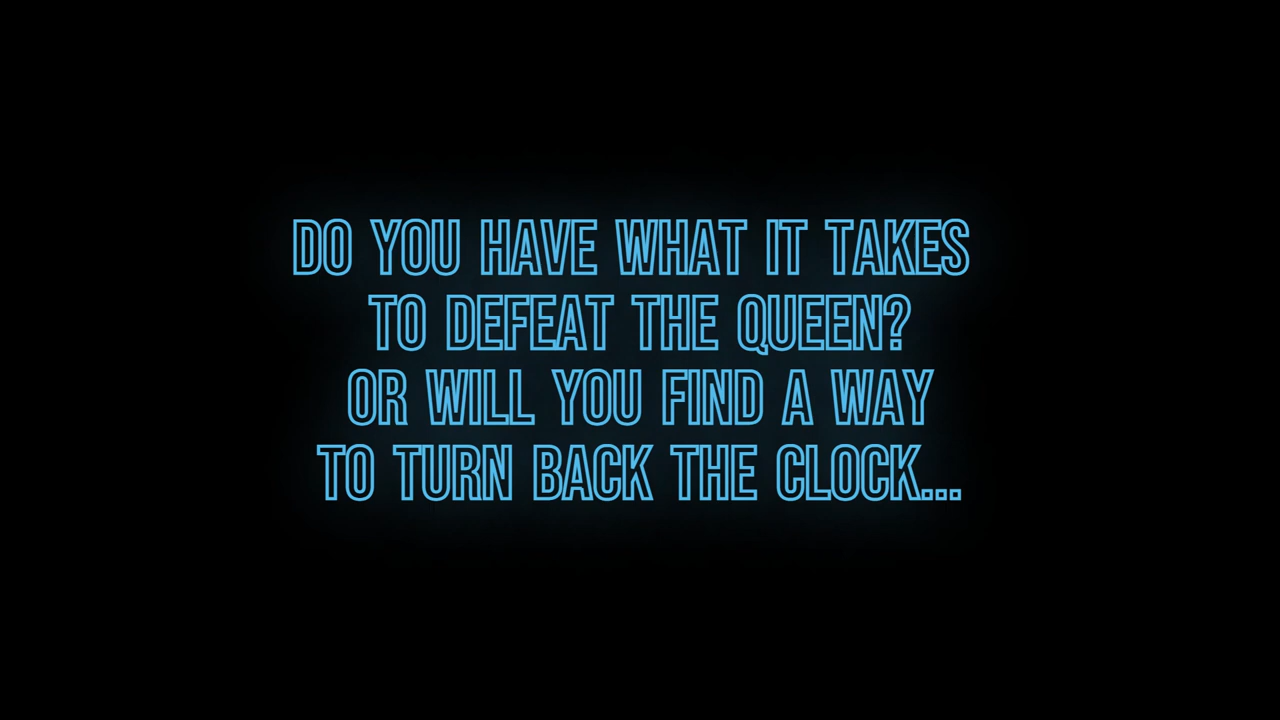 DO YOU HAVE WHAT IT TAKES
TO DEFEAT THE QUEEN?
OR WILL YOU FIND A WAY
TO TURN BACK THE CLOCK...